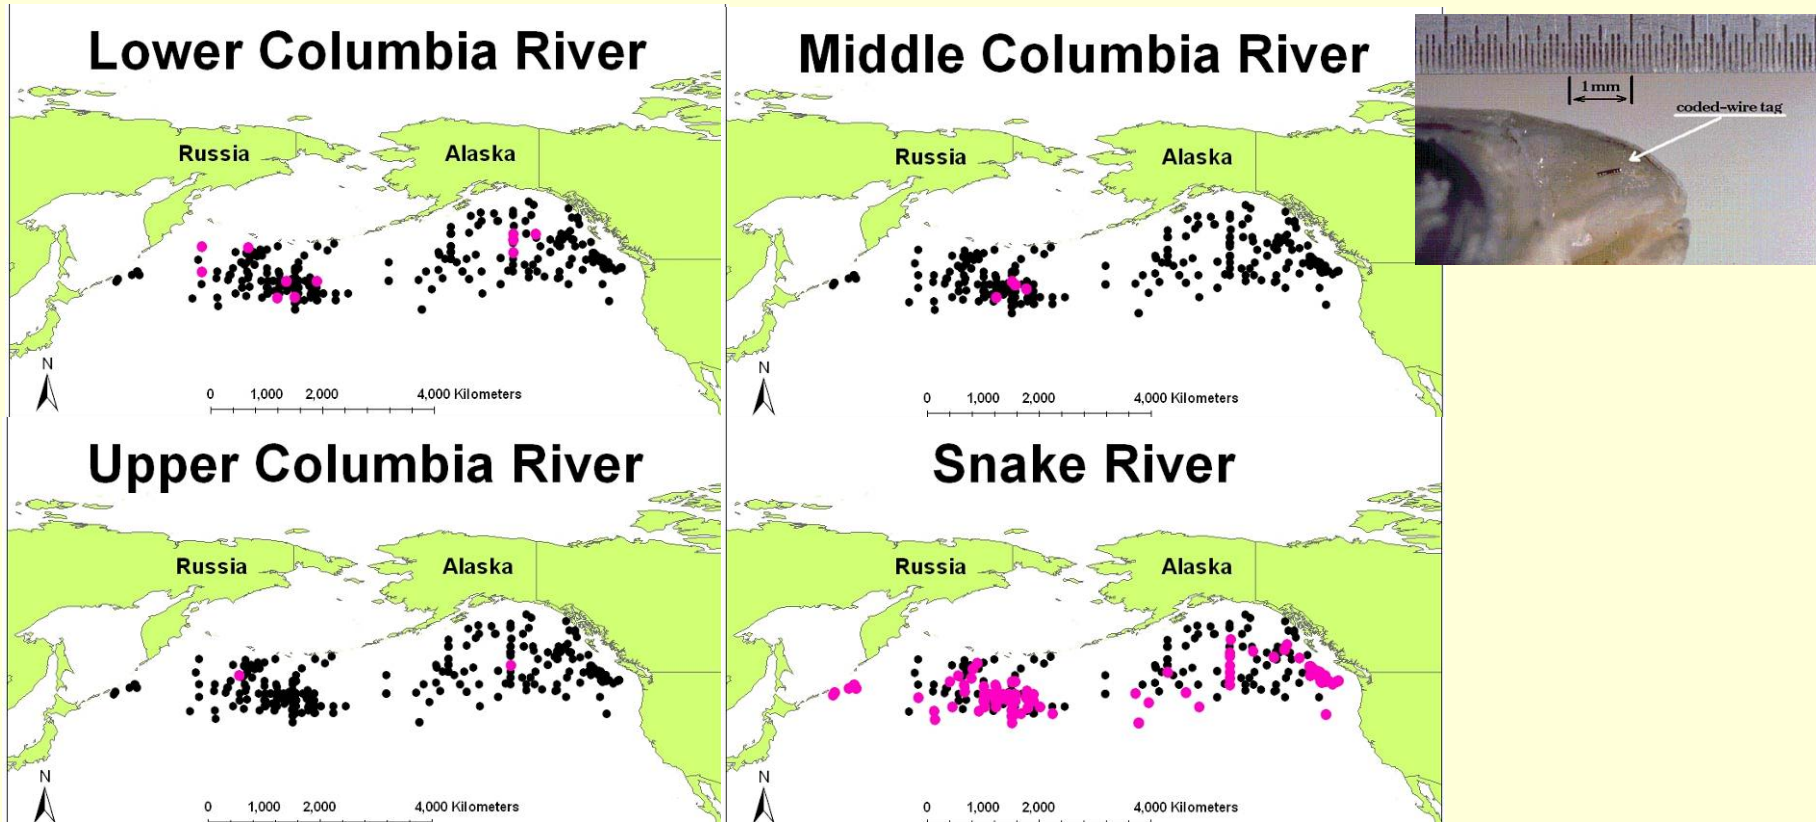 Lower Columbia River
Russia
Alaska
N
0 1,000 2,000 4,000 Kilometers
Middle Columbia River
Russia
Alaska
N
0 1,000 2,000 4,000 Kilometers
1 mm
coded-wire tag
Upper Columbia River
Russia
Alaska
N
0 1,000 2,000 4,000 Kilometers
Snake River
Russia
Alaska
N
0 1,000 2,000 4,000 Kilometers